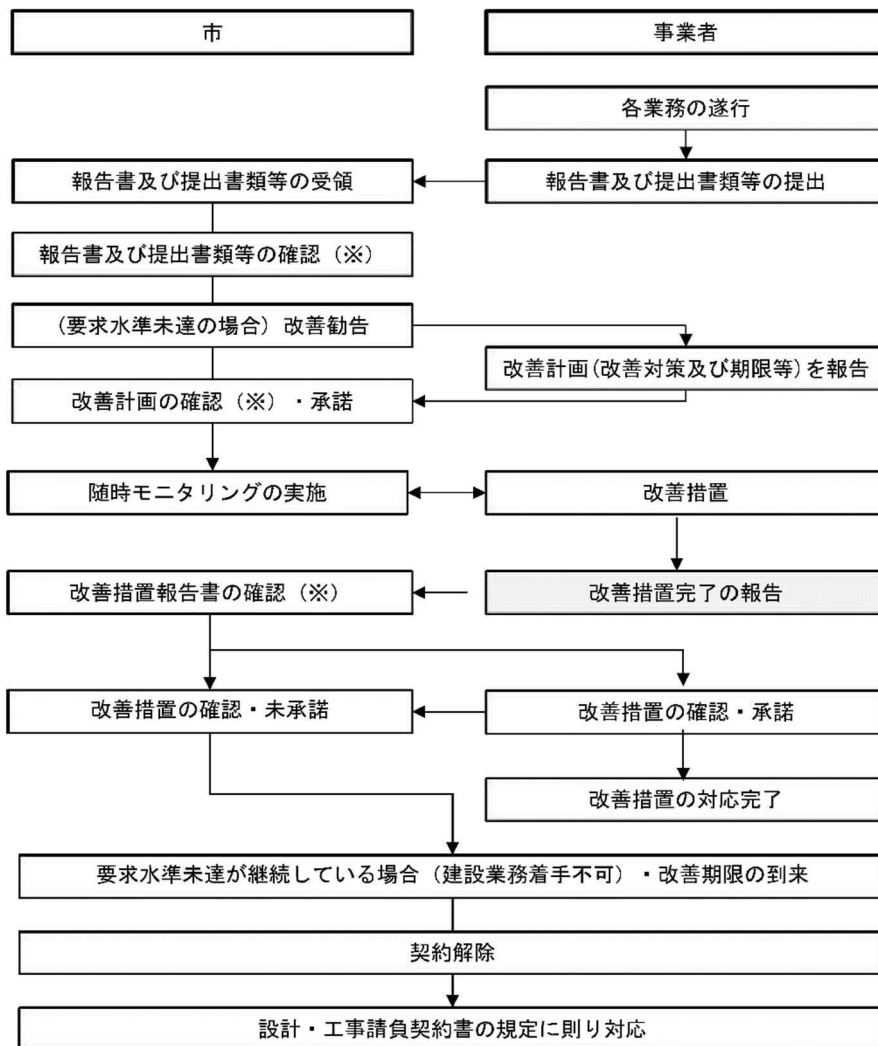 市
事業者
各業務の遂行
報告書及び提出書類等の受領
報告書及び提出書類等の提出
報告書及び提出書類等の確認（※）
（要求水準未達の場合）改善勧告
改善計画（改善対策及び期限等）を報告
改善計画の確認（※）・承諾
随時モニタリングの実施
改善措置
改善措置報告書の確認（※）
改善措置完了の報告
改善措置の確認・未承諾
改善措置の確認・承諾
改善措置の対応完了
要求水準未達が継続している場合（建設業務着手不可）・改善期限の到来
契約解除
設計・工事請負契約書の規定に則り対応